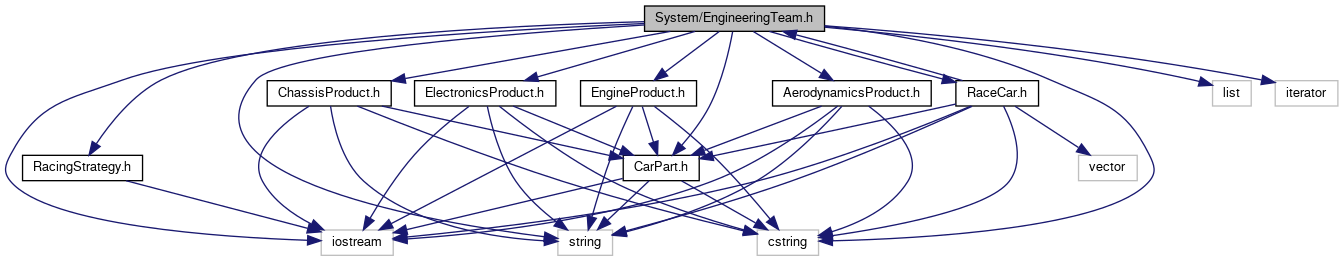 System/EngineeringTeam.h
ChassisProduct.h
ElectronicsProduct.h
EngineProduct.h
AerodynamicsProduct.h
RaceCar.h
list
iterator
RacingStrategy.h
CarPart.h
vector
iostream
string
cstring